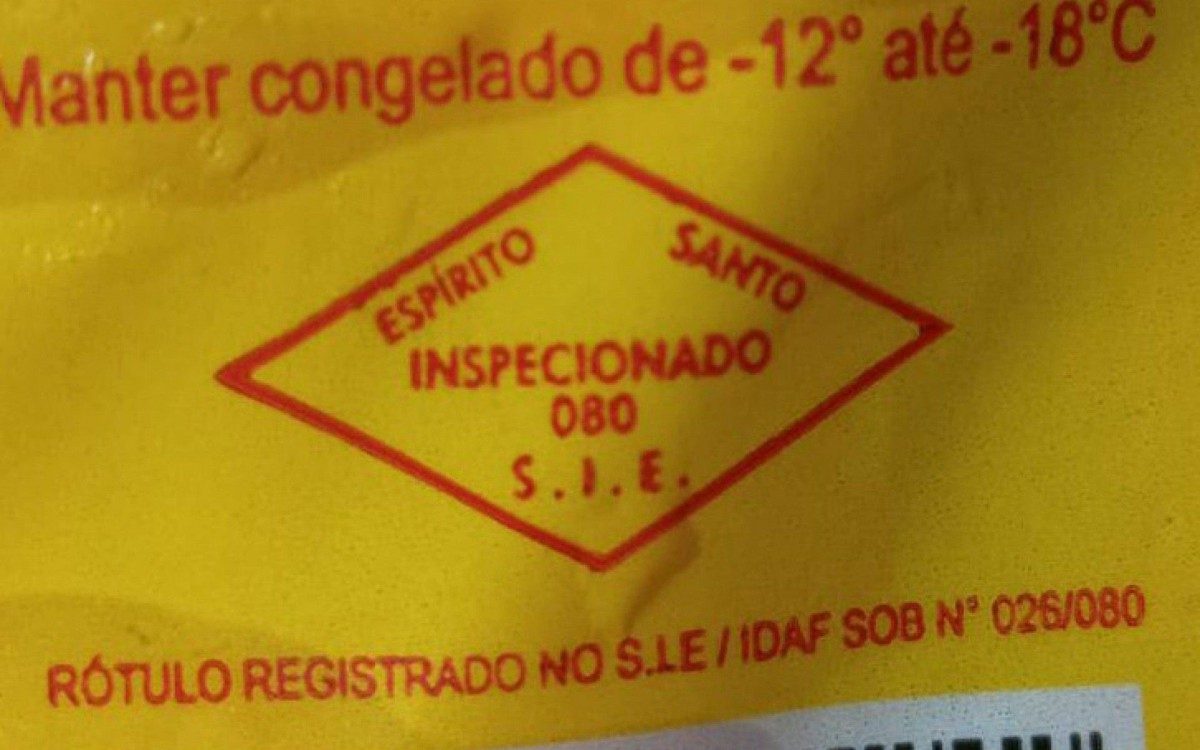 Manter congelado de -12° até -18°C
ESPÍRITO SANTO
INSPECIONADO
080
S.I.E.
RÓTULO REGISTRADO NO S.I.E / IDAF SOB N° 026/080